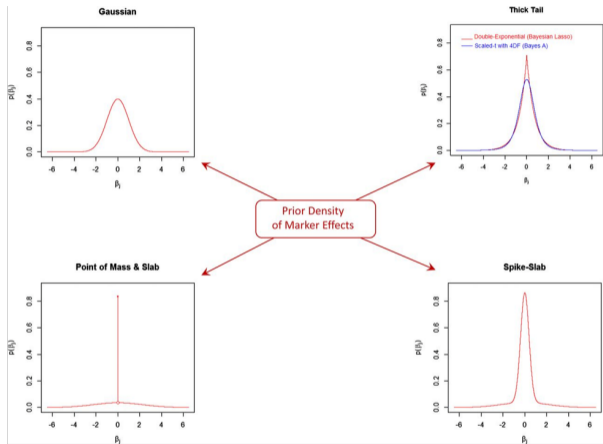 Gaussian
p(βj)
0.8
0.6
0.4
0.2
0.0
-6 -4 -2 0 2 4 6
βj
Thick Tail
Double-Exponential (Bayesian Lasso)
Scaled-t with 4DF (Bayes A)
p(βj)
0.8
0.6
0.4
0.2
0.0
-6 -4 -2 0 2 4 6
βj
Prior Density
of Marker Effects
Point of Mass & Slab
p(βj)
0.8
0.6
0.4
0.2
0.0
-6 -4 -2 0 2 4 6
βj
Spike-Slab
p(βj)
0.8
0.6
0.4
0.2
0.0
-6 -4 -2 0 2 4 6
βj